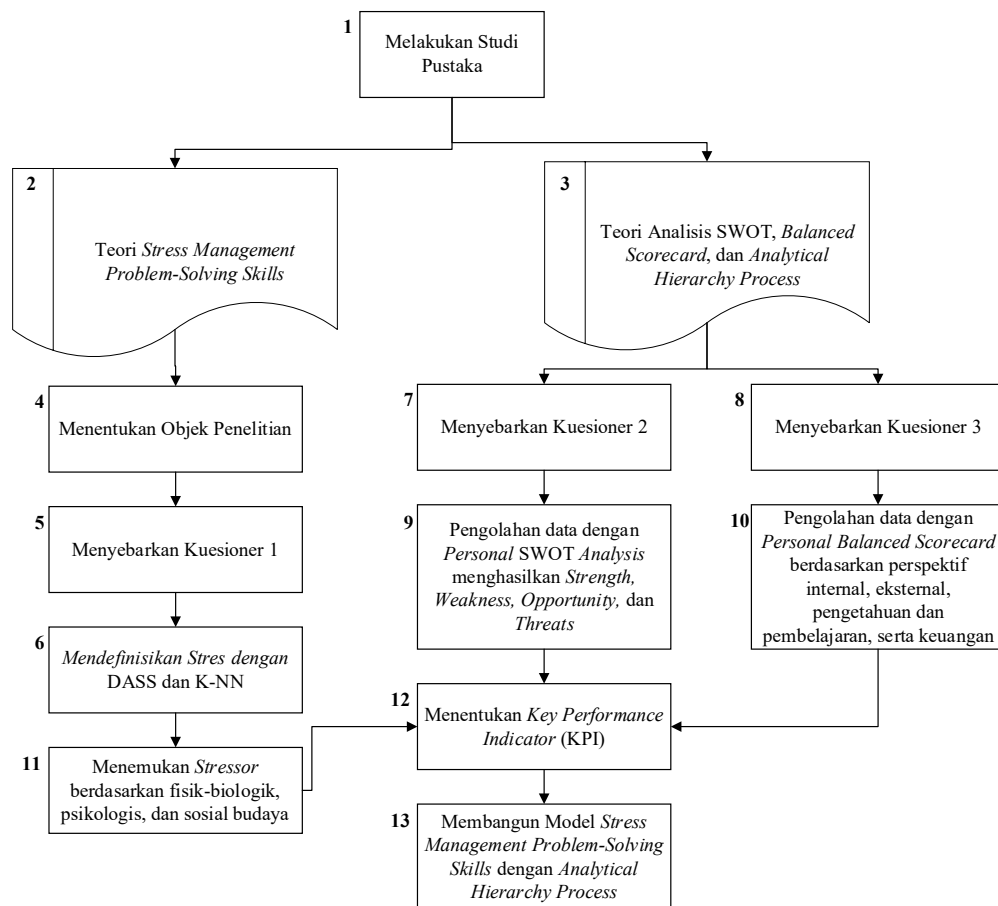 1
Melakukan Studi
Pustaka
2
Teori Stress Management
Problem-Solving Skills
3
Teori Analisis SWOT, Balanced
Scorecard, dan Analytical
Hierarchy Process
4
Menentukan Objek Penelitian
7
Menyebarkan Kuesioner 2
8
Menyebarkan Kuesioner 3
5
Menyebarkan Kuesioner 1
9
Pengolahan data dengan
Personal SWOT Analysis
menghasilkan Strength,
Weakness, Opportunity, dan
Threats
10
Pengolahan data dengan
Personal Balanced Scorecard
berdasarkan perspektif
internal, eksternal,
pengetahuan dan
pembelajaran, serta keuangan
6
Mendefinisikan Stres dengan
DASS dan K-NN
11
Menemukan Stressor
berdasarkan fisik-biologik,
psikologis, dan sosial budaya
12
Menentukan Key Performance
Indicator (KPI)
13
Membangun Model Stress
Management Problem-Solving
Skills dengan Analytical
Hierarchy Process